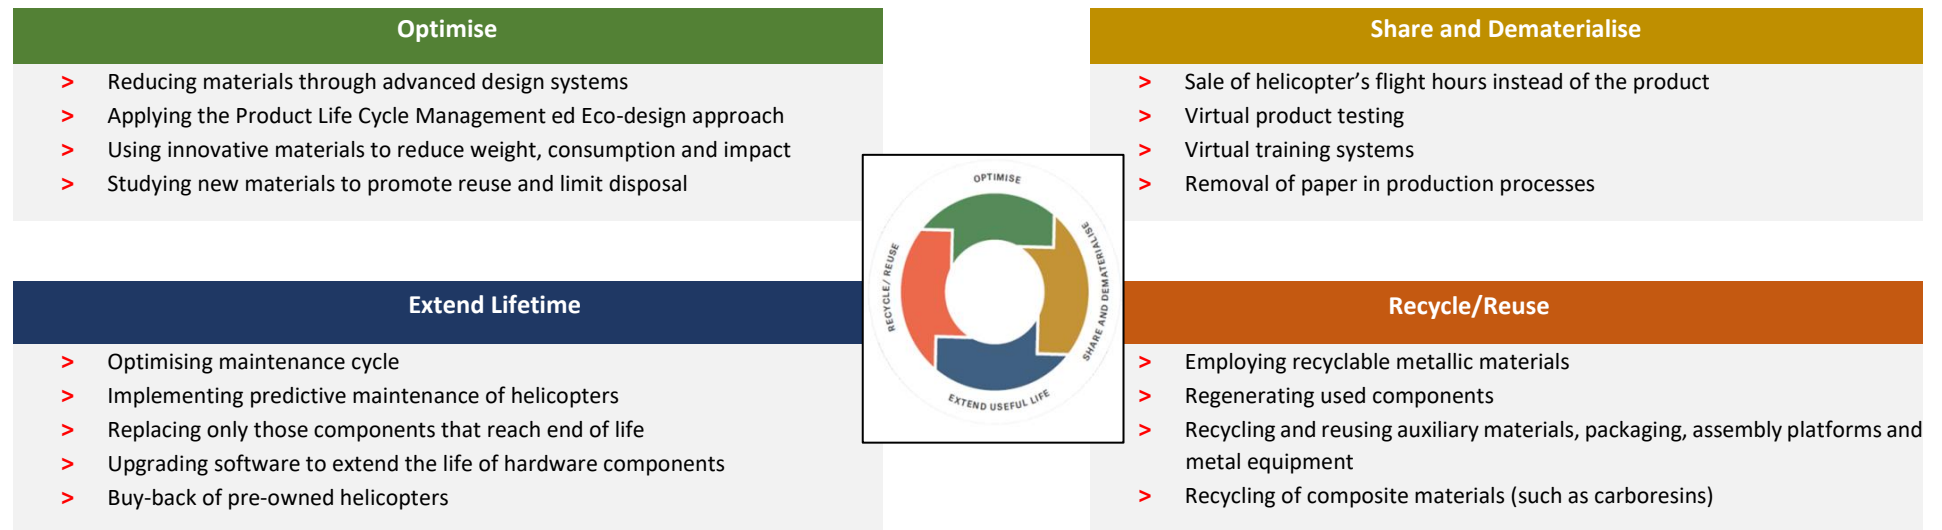 Optimise
> Reducing materials through advanced design systems
> Applying the Product Life Cycle Management ed Eco-design approach
> Using innovative materials to reduce weight, consumption and impact
> Studying new materials to promote reuse and limit disposal
Share and Dematerialise
> Sale of helicopter’s flight hours instead of the product
> Virtual product testing
> Virtual training systems
> Removal of paper in production processes
OPTIMISE
SHARE AND DEMATERIALISE
EXTEND USEFUL LIFE
RECYCLE/ REUSE
Extend Lifetime
> Optimising maintenance cycle
> Implementing predictive maintenance of helicopters
> Replacing only those components that reach end of life
> Upgrading software to extend the life of hardware components
> Buy-back of pre-owned helicopters
Recycle/Reuse
> Employing recyclable metallic materials
> Regenerating used components
> Recycling and reusing auxiliary materials, packaging, assembly platforms and
metal equipment
> Recycling of composite materials (such as carboresins)